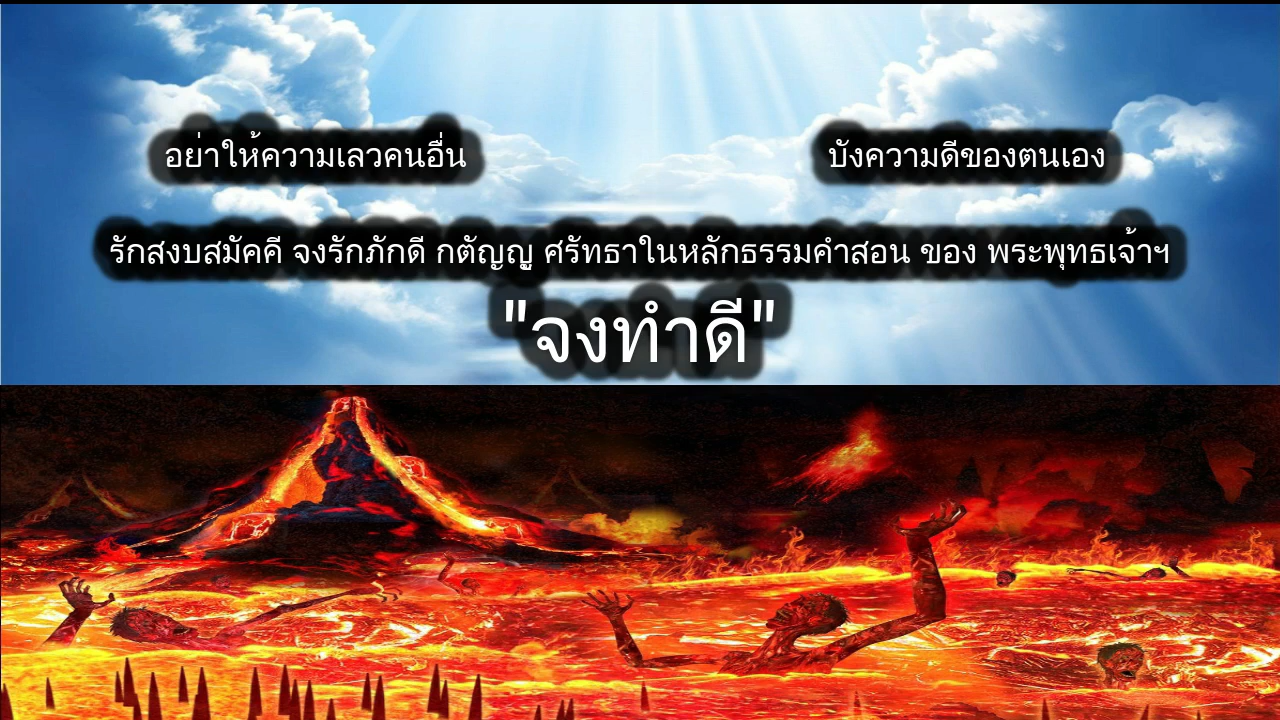 อย่าให้ความเลวคนอื่น บังความดีของตนเอง
รักสงบสมัคคี จงรักภักดี กตัญญู ศรัทธาในหลักธรรมคำสอน ของ พระพุทธเจ้าฯ
"จงทำดี"